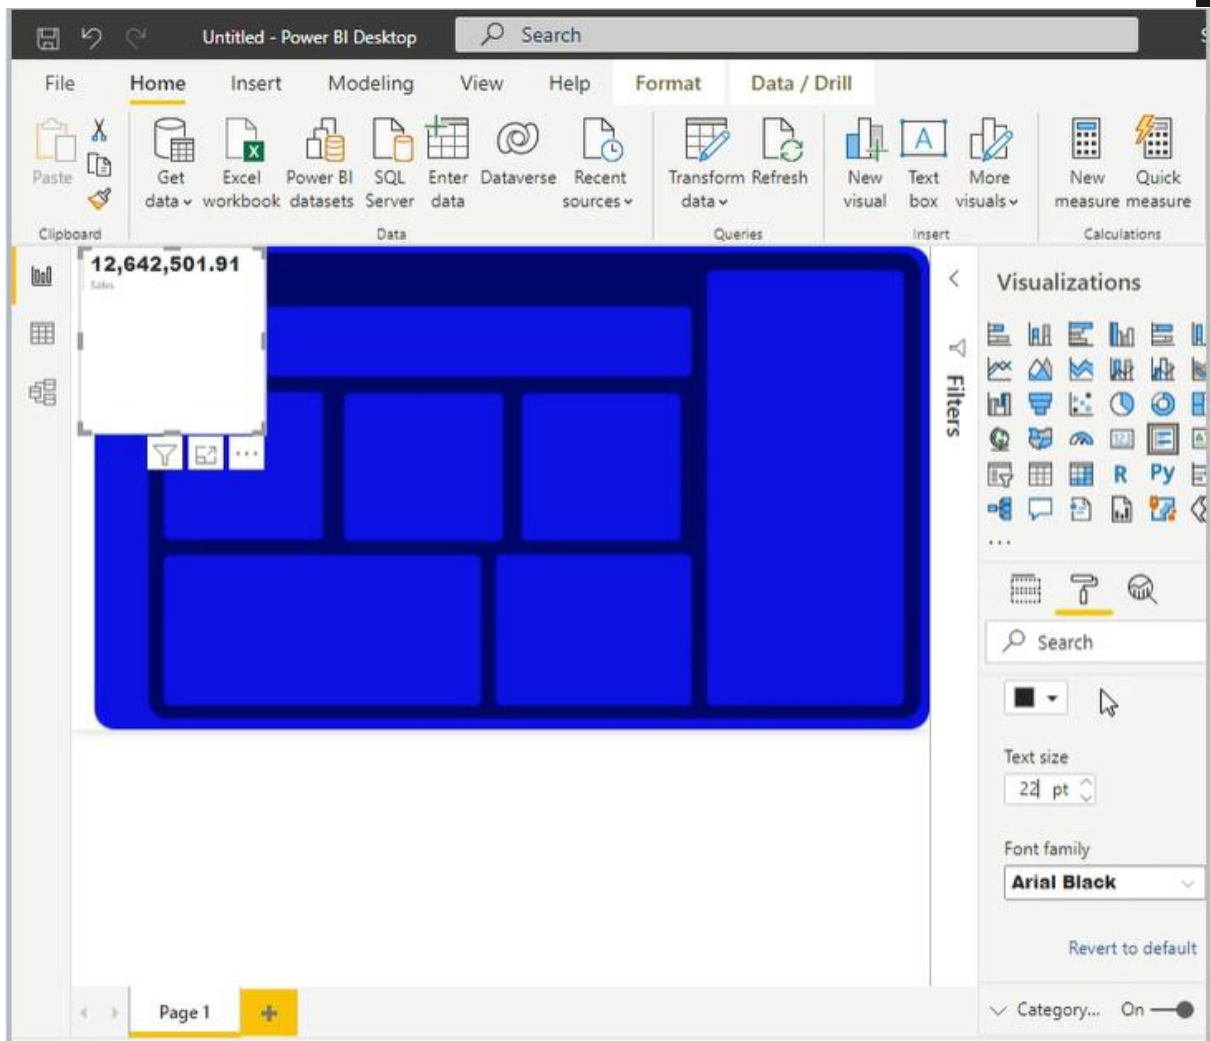 Untitled - Power BI Desktop
Search
File Home Insert Modeling View Help Format Data / Drill
Paste
Get data
Excel workbook
Power BI datasets
SQL Server
Enter data
Dataverse
Recent sources
Transform data
Refresh
New visual
Text box
More visuals
New measure
Quick measure
Clipboard
Data
Queries
Insert
Calculations
12,642,501.91
Sales
Filters
Visualizations
123
R
Py
Search
Text size
22 pt
Font family
Arial Black
Revert to default
Category... On
Page 1